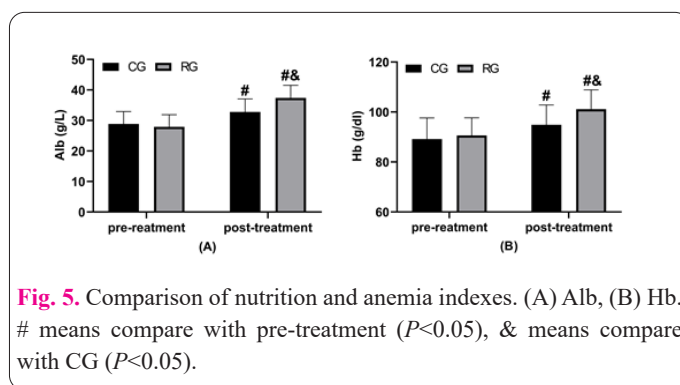 CG RG
50
40
30
20
10
0
Alb (g/L)
#
#&
pre-reatment post-treatment
(A)
CG RG
120
100
80
60
Hb (g/dl)
#
#&
pre-reatment post-treatment
(B)
Fig. 5. Comparison of nutrition and anemia indexes. (A) Alb, (B) Hb.
# means compare with pre-treatment (P<0.05), & means compare
with CG (P<0.05).